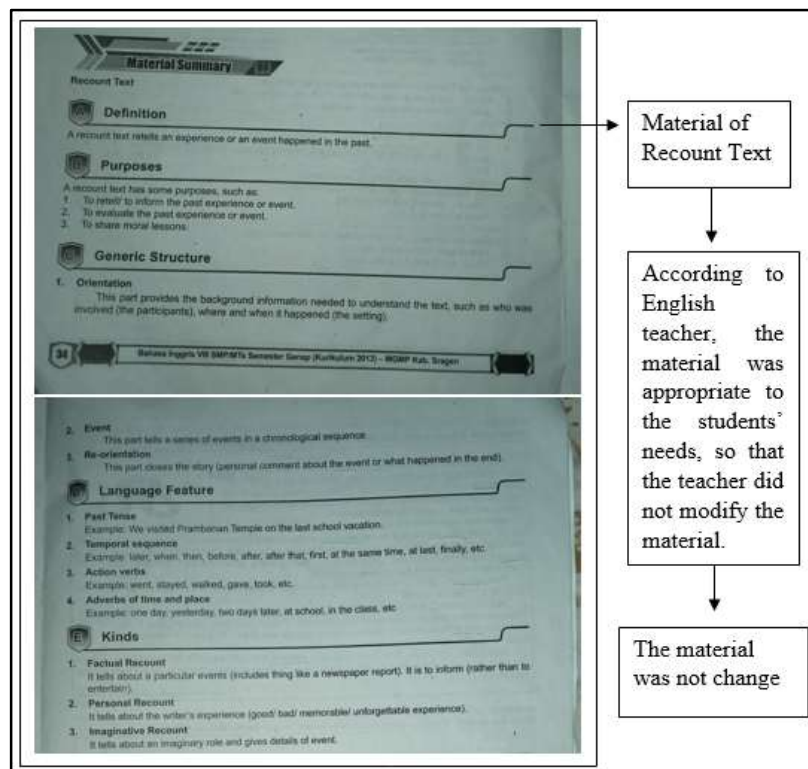 Material Summary
Recount Text
Definition
A recount text retells an experience or an event happened in the past.
Purposes
A recount text has some purposes, such as:
1. To retell/ to inform the past experience or event.
2. To evaluate the past experience or event.
3. To share moral lessons.
Generic Structure
1. Orientation
This part provides the background information needed to understand the text, such as who was
involved (the participants), where and when it happened (the setting).
34
Bahasa Inggris VIII SMP/MTs Semester Genap (Kurikulum 2013) – MGMP Kab. Sragen
2. Event
This part tells a series of events in a chronological sequence.
3. Re-orientation
This part closes the story (personal comment about the event or what happened in the end).
Language Feature
1. Past Tense
Example: We visited Prambanan Temple on the last school vacation.
2. Temporal sequence
Example: later, when, then, before, after, after that, first, at the same time, at last, finally, etc.
3. Action verbs
Example: went, stayed, walked, gave, took, etc.
4. Adverbs of time and place
Example: one day, yesterday, two days later, at school, in the class, etc
E
Kinds
1. Factual Recount
It tells about a particular events (includes thing like a newspaper report). It is to inform (rather than to
entertain).
2. Personal Recount
It tells about the writer's experience (good/ bad/ memorable/ unforgettable experience).
3. Imaginative Recount
It tells about an imaginary role and gives details of event.
Material of
Recount Text
According to
English
teacher, the
material was
appropriate to
the students'
needs, so that
the teacher did
not modify the
material.
The material
was not change